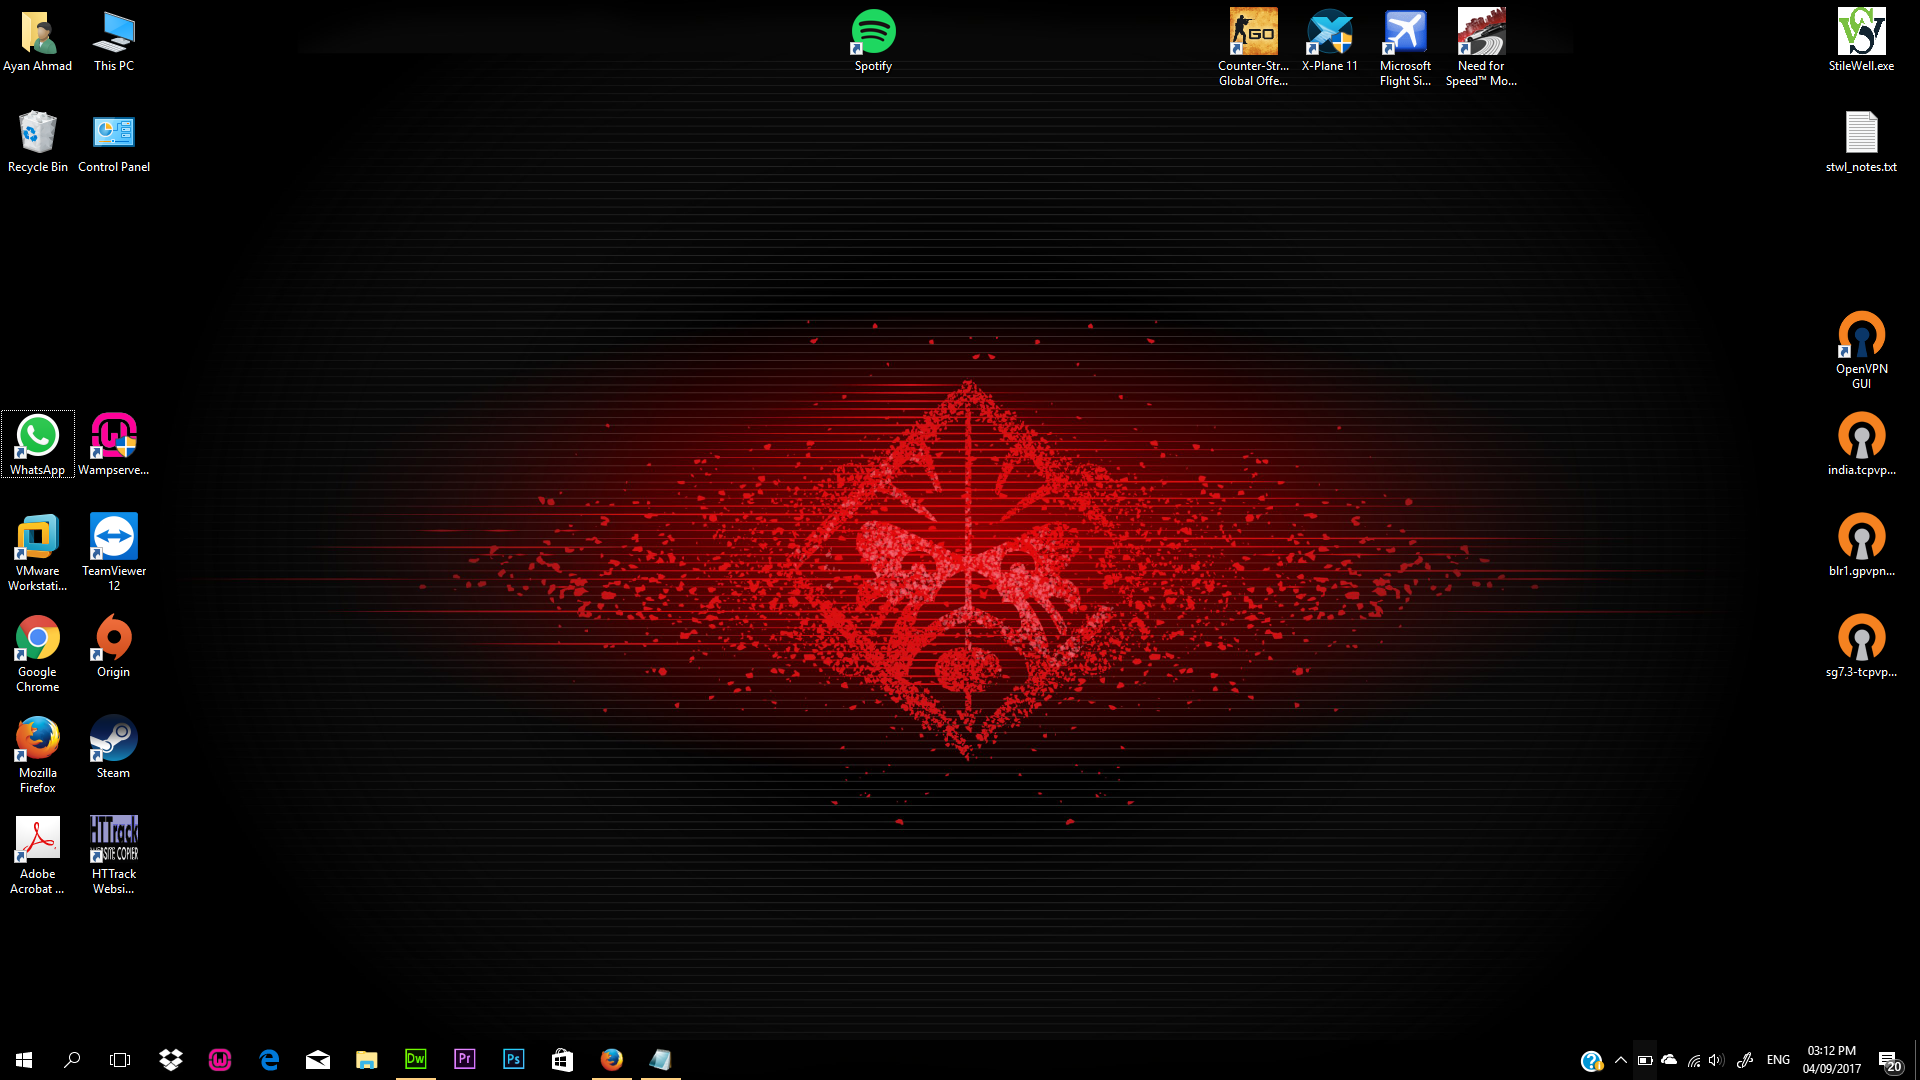 Ayan Ahmad
This PC
Spotify
GO
Counter-Str...
Global Offe...
X-Plane 11
Microsoft
Flight Si...
Need for
Speed™ Mo...
StileWell.exe
Recycle Bin
Control Panel
stwl_notes.txt
OpenVPN
GUI
WhatsApp
Wampserve...
india.tcpvp...
VMware
Workstati...
TeamViewer
12
blr1.gpvpn...
Google
Chrome
Origin
sg7.3-tcpvp...
Mozilla
Firefox
Steam
HTTrack
WEBSITE COPIER
Adobe
Acrobat ...
HTTrack
Websi...
Dw
Pr
Ps
ENG
03:12 PM
04/09/2017
20